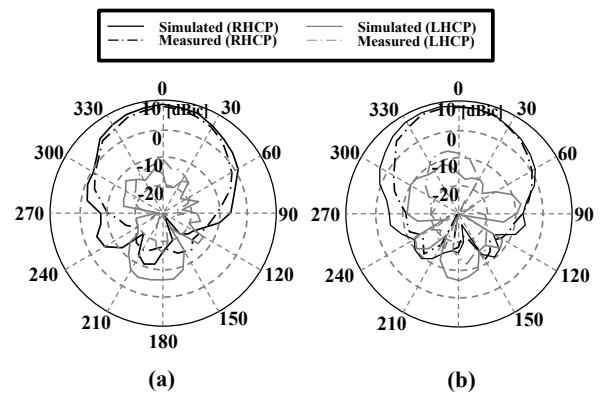 Simulated (RHCP) Simulated (LHCP)
Measured (RHCP) Measured (LHCP)
0 0
330 10 [dBic] 30 330 10 [dBic] 30
300 0 60 300 0 60
-10 -10
-20 -20
270 90 270 90
240 120 240 120
210 150 210 150
180 180
(a) (b)